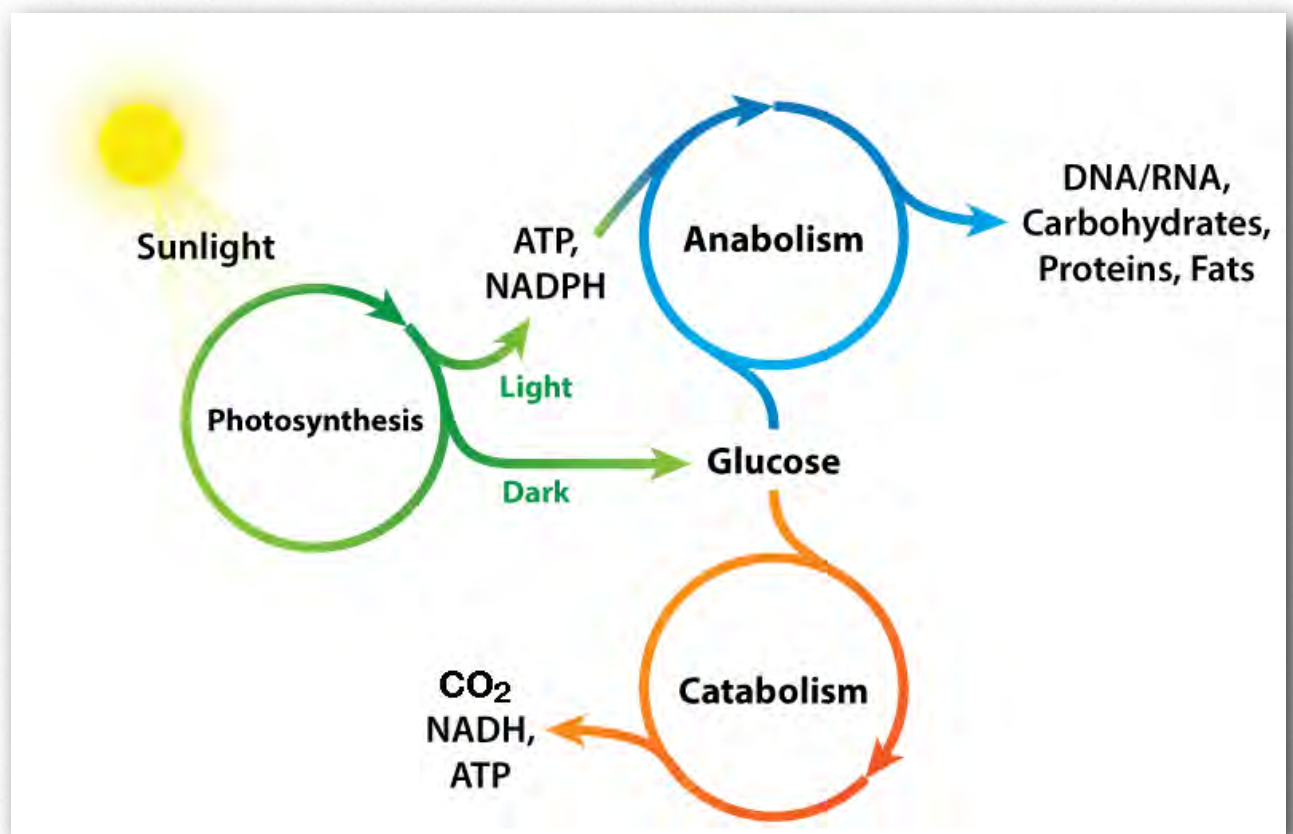 Sunlight
Photosynthesis
ATP,
NADPH
Light
Dark
Anabolism
DNA/RNA,
Carbohydrates,
Proteins, Fats
Glucose
Catabolism
CO₂
NADH,
ATP